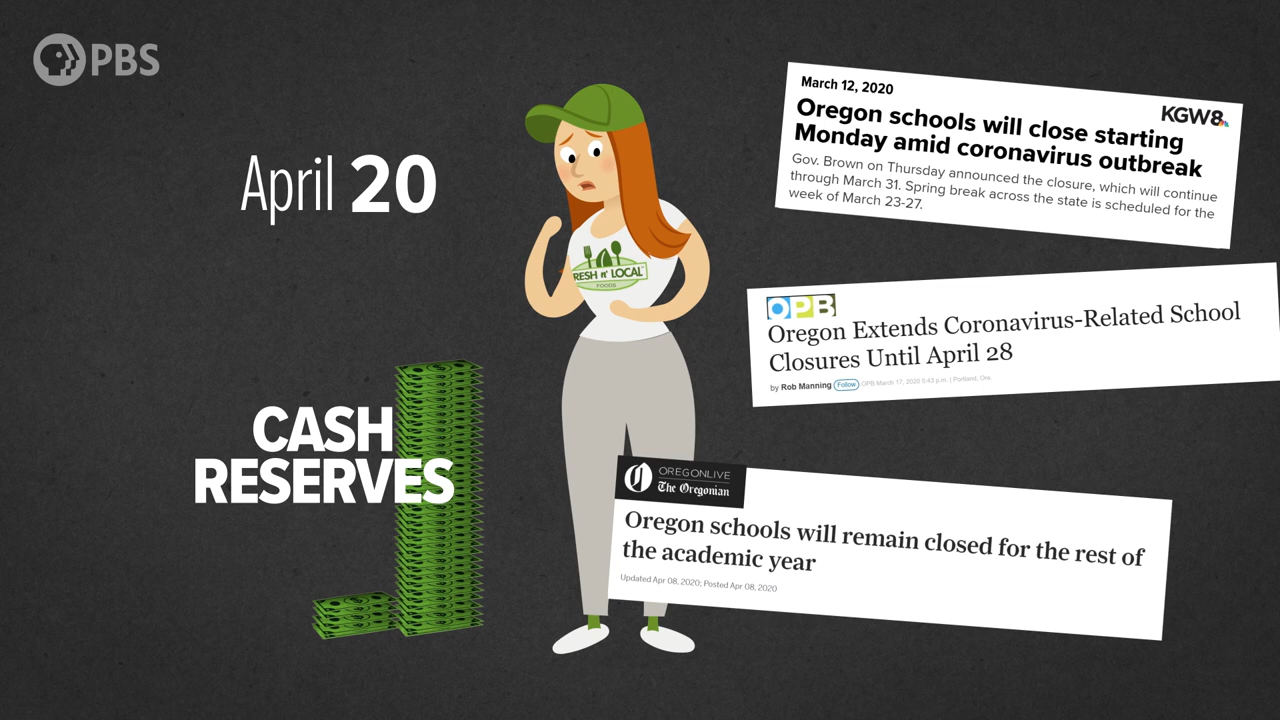 PBS
April 20
CASH
RESERVES
RESH n' LOCAL
FOODS
March 12, 2020
KGW8
Oregon schools will close starting
Monday amid coronavirus outbreak
Gov. Brown on Thursday announced the closure, which will continue
through March 31. Spring break across the state is scheduled for the
week of March 23-27.
OPB
Oregon Extends Coronavirus-Related School
Closures Until April 28
by Rob Manning Follow OPB March 17, 2020 5:43 p.m. | Portland, Ore.
OREGONLIVE
The Oregonian
Oregon schools will remain closed for the rest of
the academic year
Updated Apr 08, 2020; Posted Apr 08, 2020